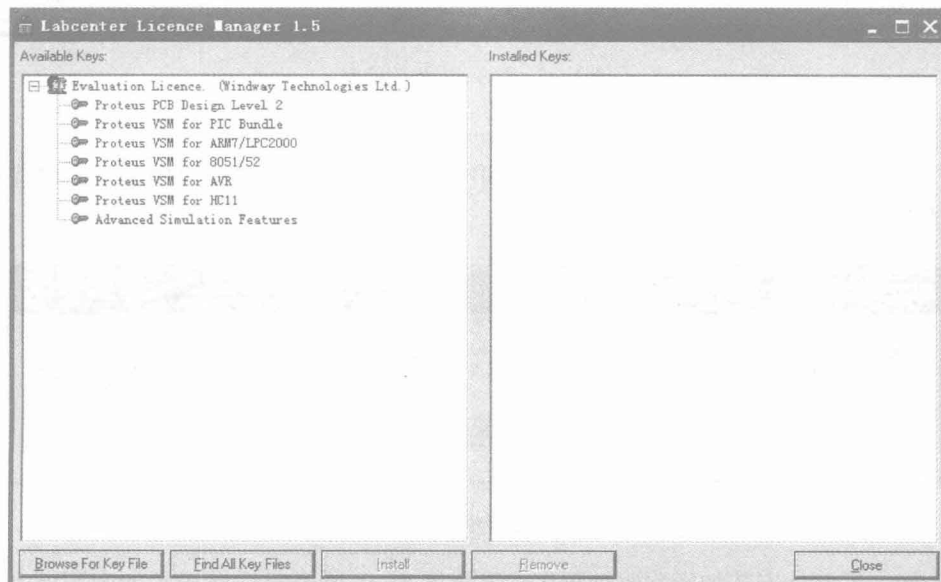 Labcenter Licence Manager 1.5
Available Keys:
Installed Keys:
Evaluation Licence. (Windway Technologies Ltd.)
Proteus PCB Design Level 2
Proteus VSM for PIC Bundle
Proteus VSM for ARM7/LPC2000
Proteus VSM for 8051/52
Proteus VSM for AVR
Proteus VSM for HC11
Advanced Simulation Features
Browse For Key File
Find All Key Files
Install
Remove
Close